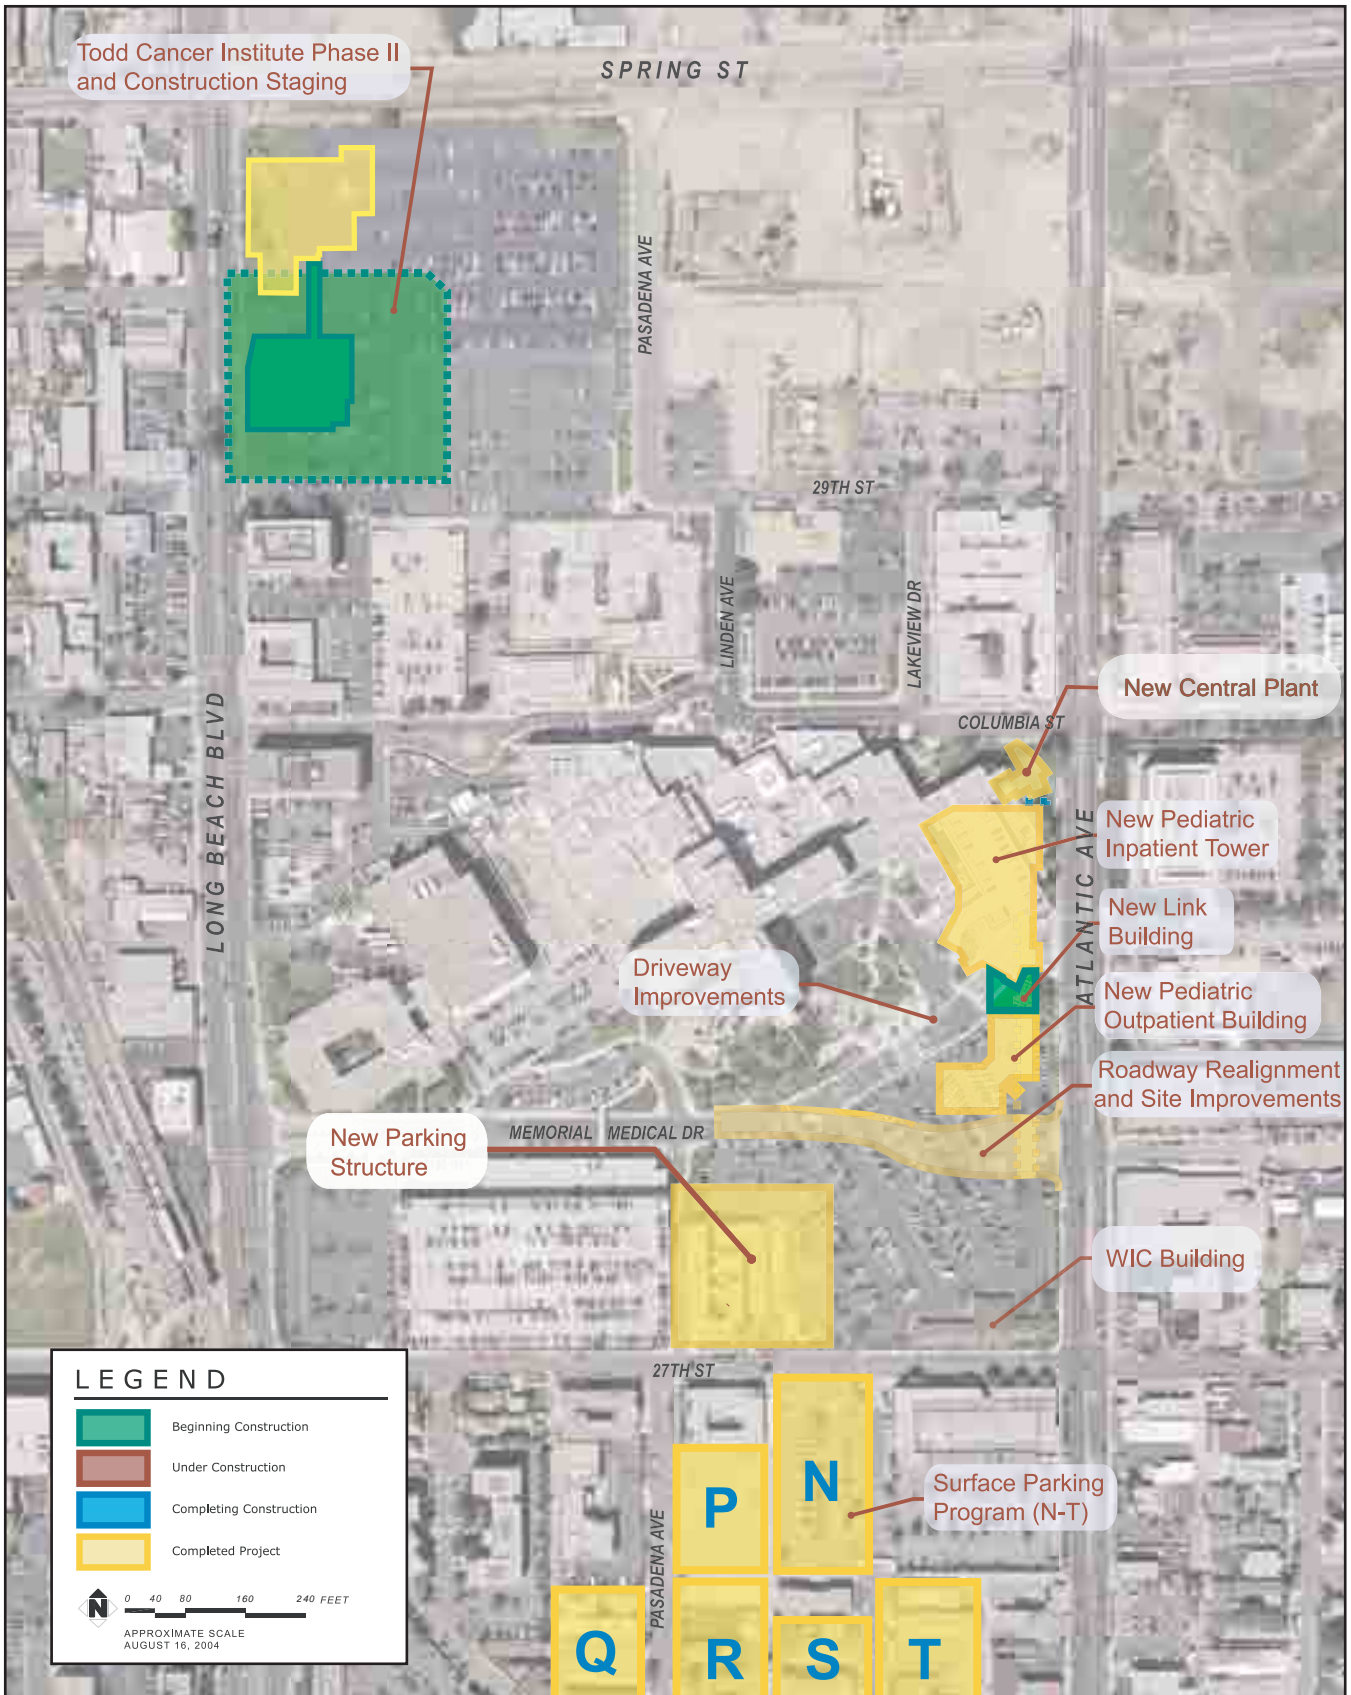 Todd Cancer Institute Phase II
and Construction Staging
SPRING ST
PASADENA AVE
29TH ST
LINDEN AVE
LAKEVIEW DR
New Central Plant
COLUMBIA ST
LONG BEACH BLVD
New Pediatric
Inpatient Tower
ATLANTIC AVE
New Link
Building
Driveway
Improvements
New Pediatric
Outpatient Building
Roadway Realignment
and Site Improvements
New Parking
Structure
MEMORIAL MEDICAL DR
WIC Building
27TH ST
LEGEND
Beginning Construction
Under Construction
Completing Construction
Completed Project
N
0 40 80 160 240 FEET
APPROXIMATE SCALE
AUGUST 16, 2004
P
N
Surface Parking
Program (N-T)
PASADENA AVE
Q
R
S
T